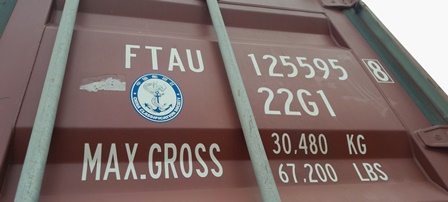 FTAU 125595 8
22G1
MAX.GROSS 30,480 KG
67,200 LBS